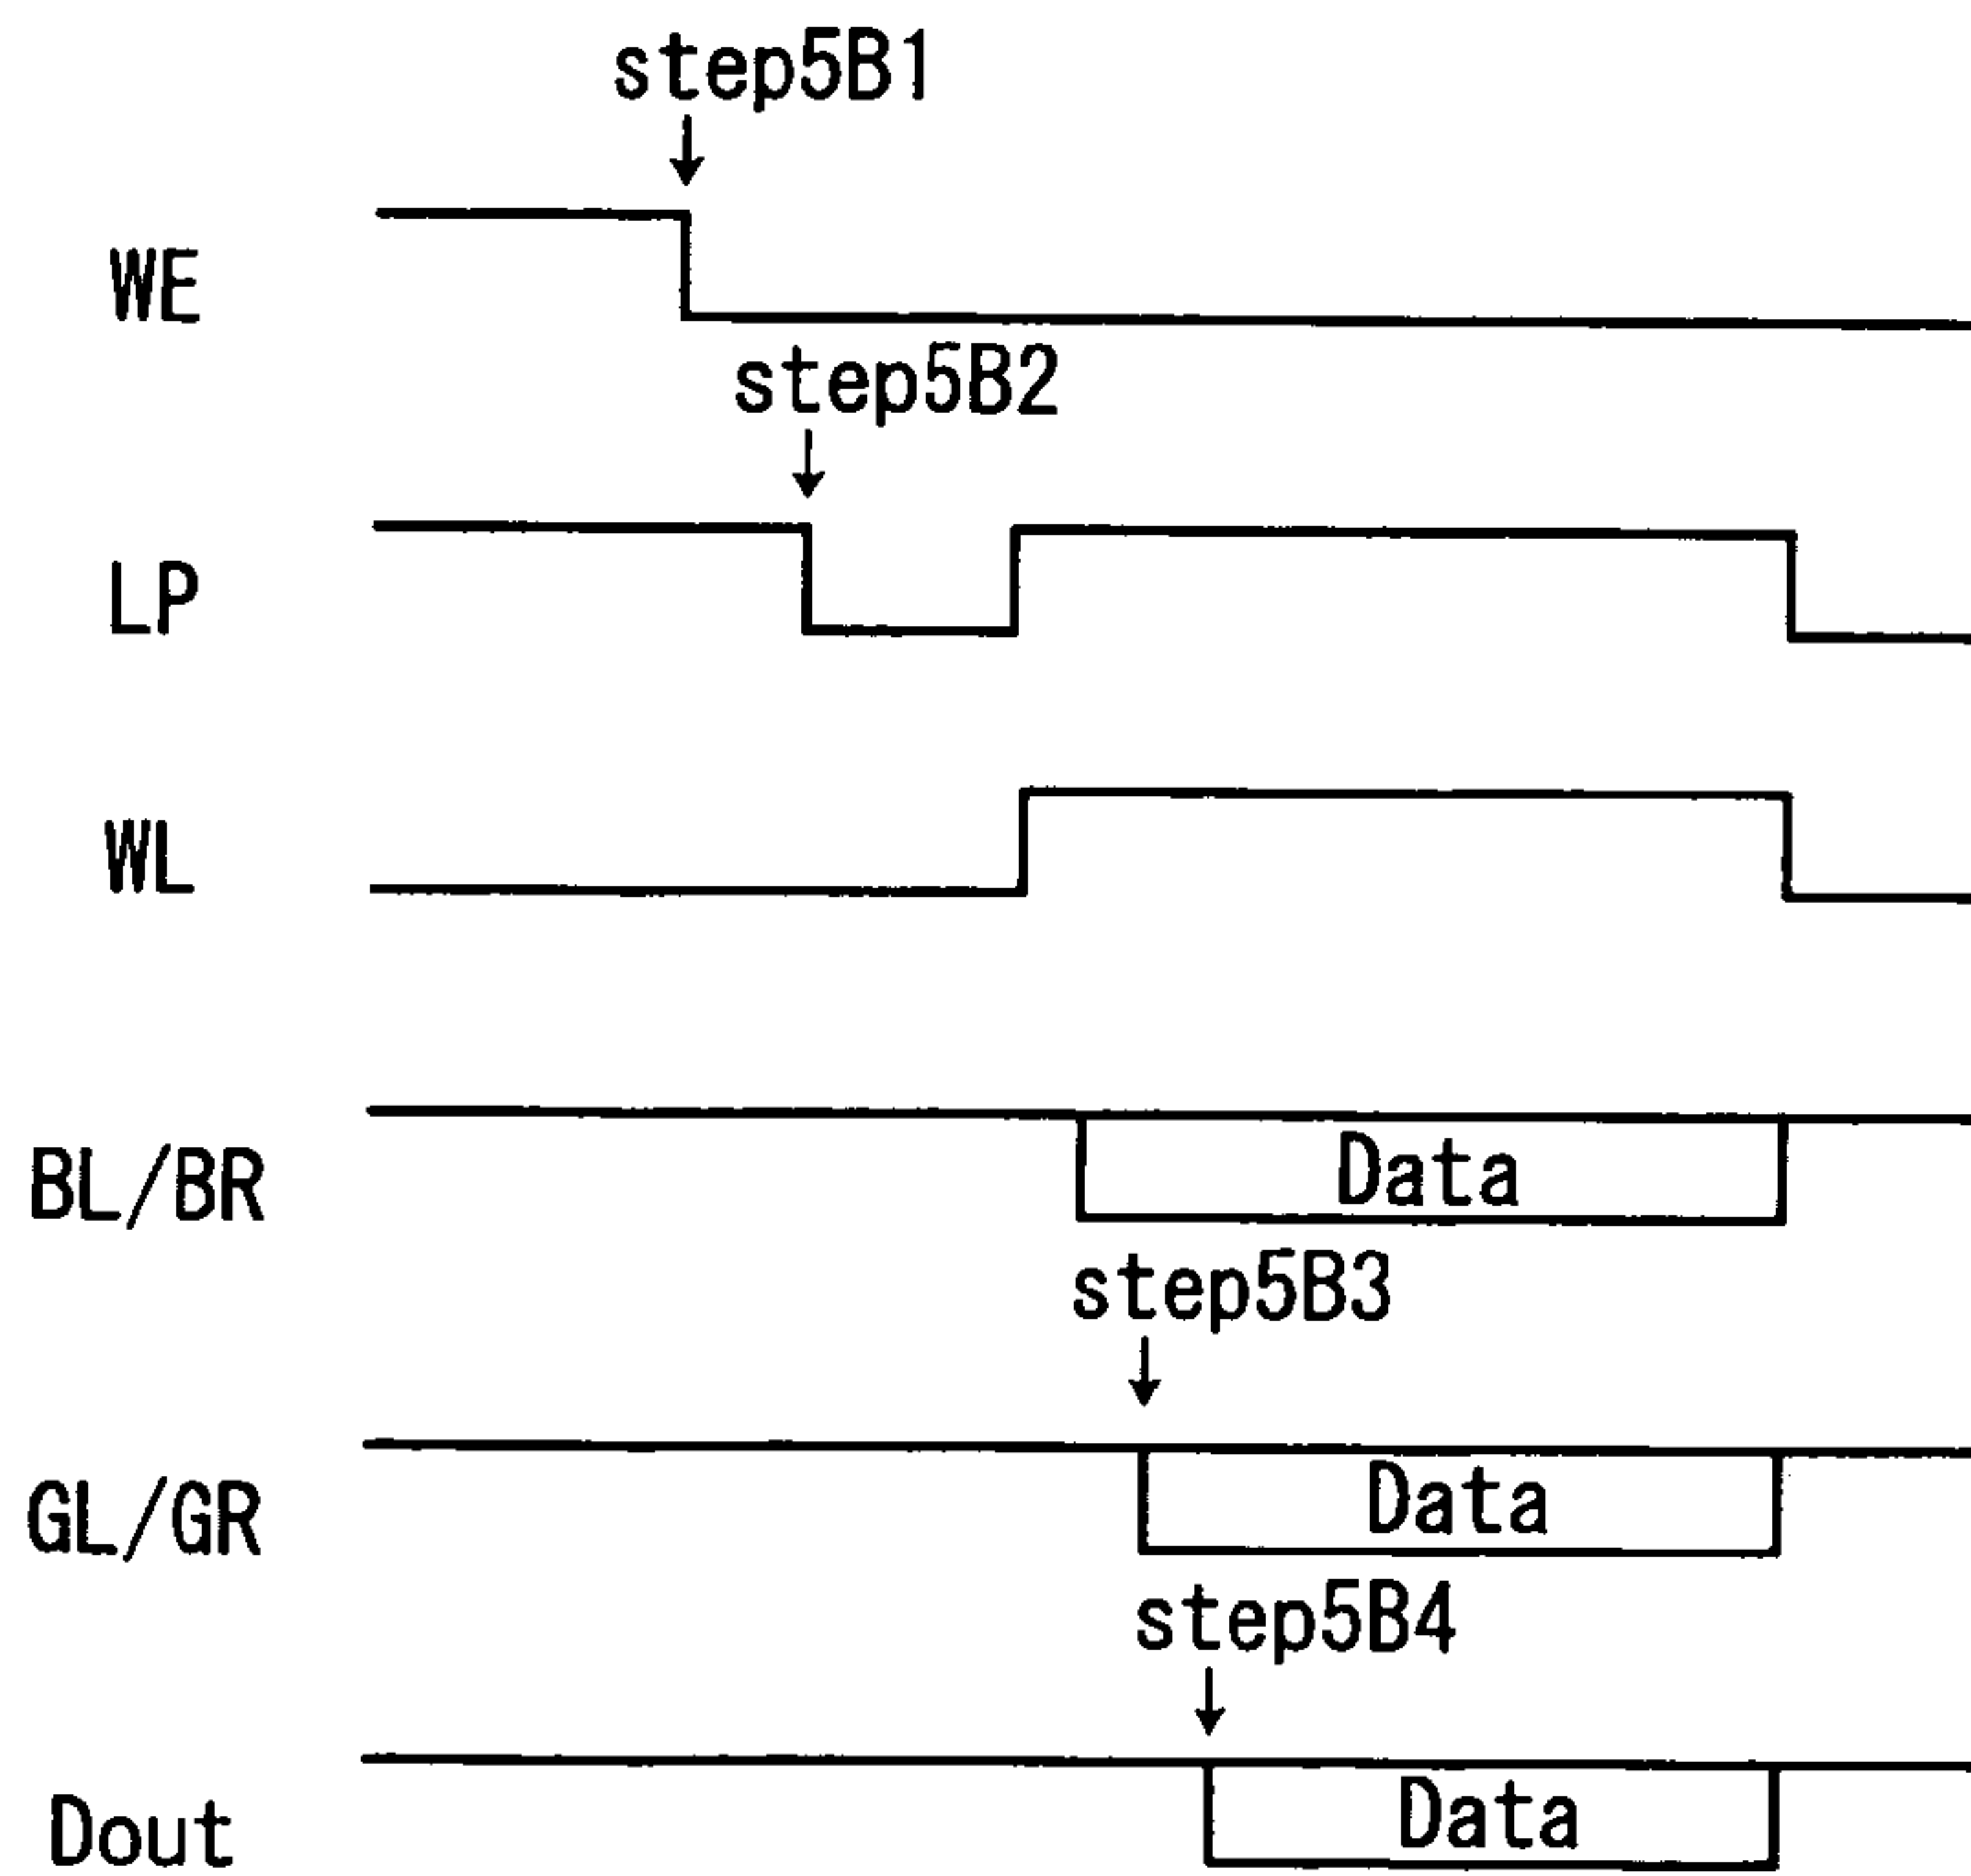 step5B1
WE
step5B2
LP
WL
BL/BR
Data
step5B3
GL/GR
Data
step5B4
Dout
Data